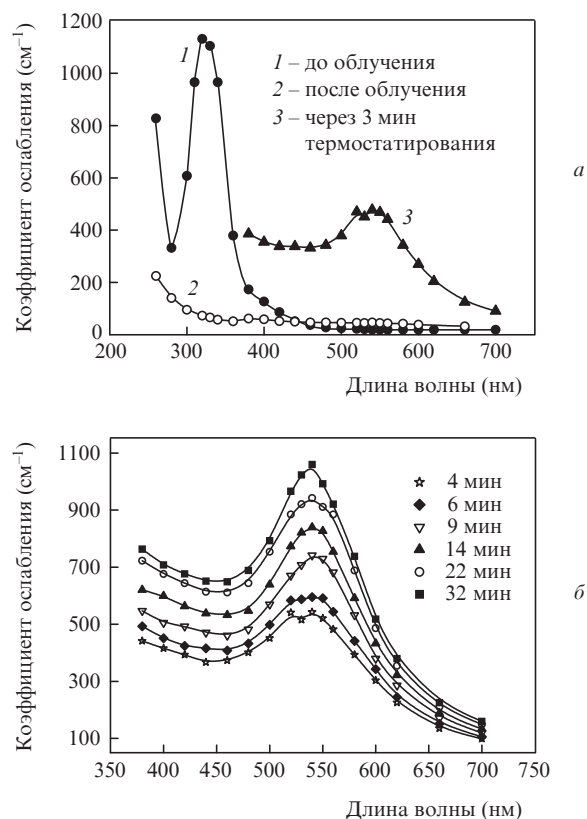 1200
1000
800
600
400
200
0
200
300
400
500
600
700
Коэффициент ослабления (см⁻¹)
Длина волны (нм)
1
2
3
1 – до облучения
2 – после облучения
3 – через 3 мин
термостатирования
а
1100
900
700
500
300
100
350
400
450
500
550
600
650
700
750
Коэффициент ослабления (см⁻¹)
Длина волны (нм)
4 мин
6 мин
9 мин
14 мин
22 мин
32 мин
б